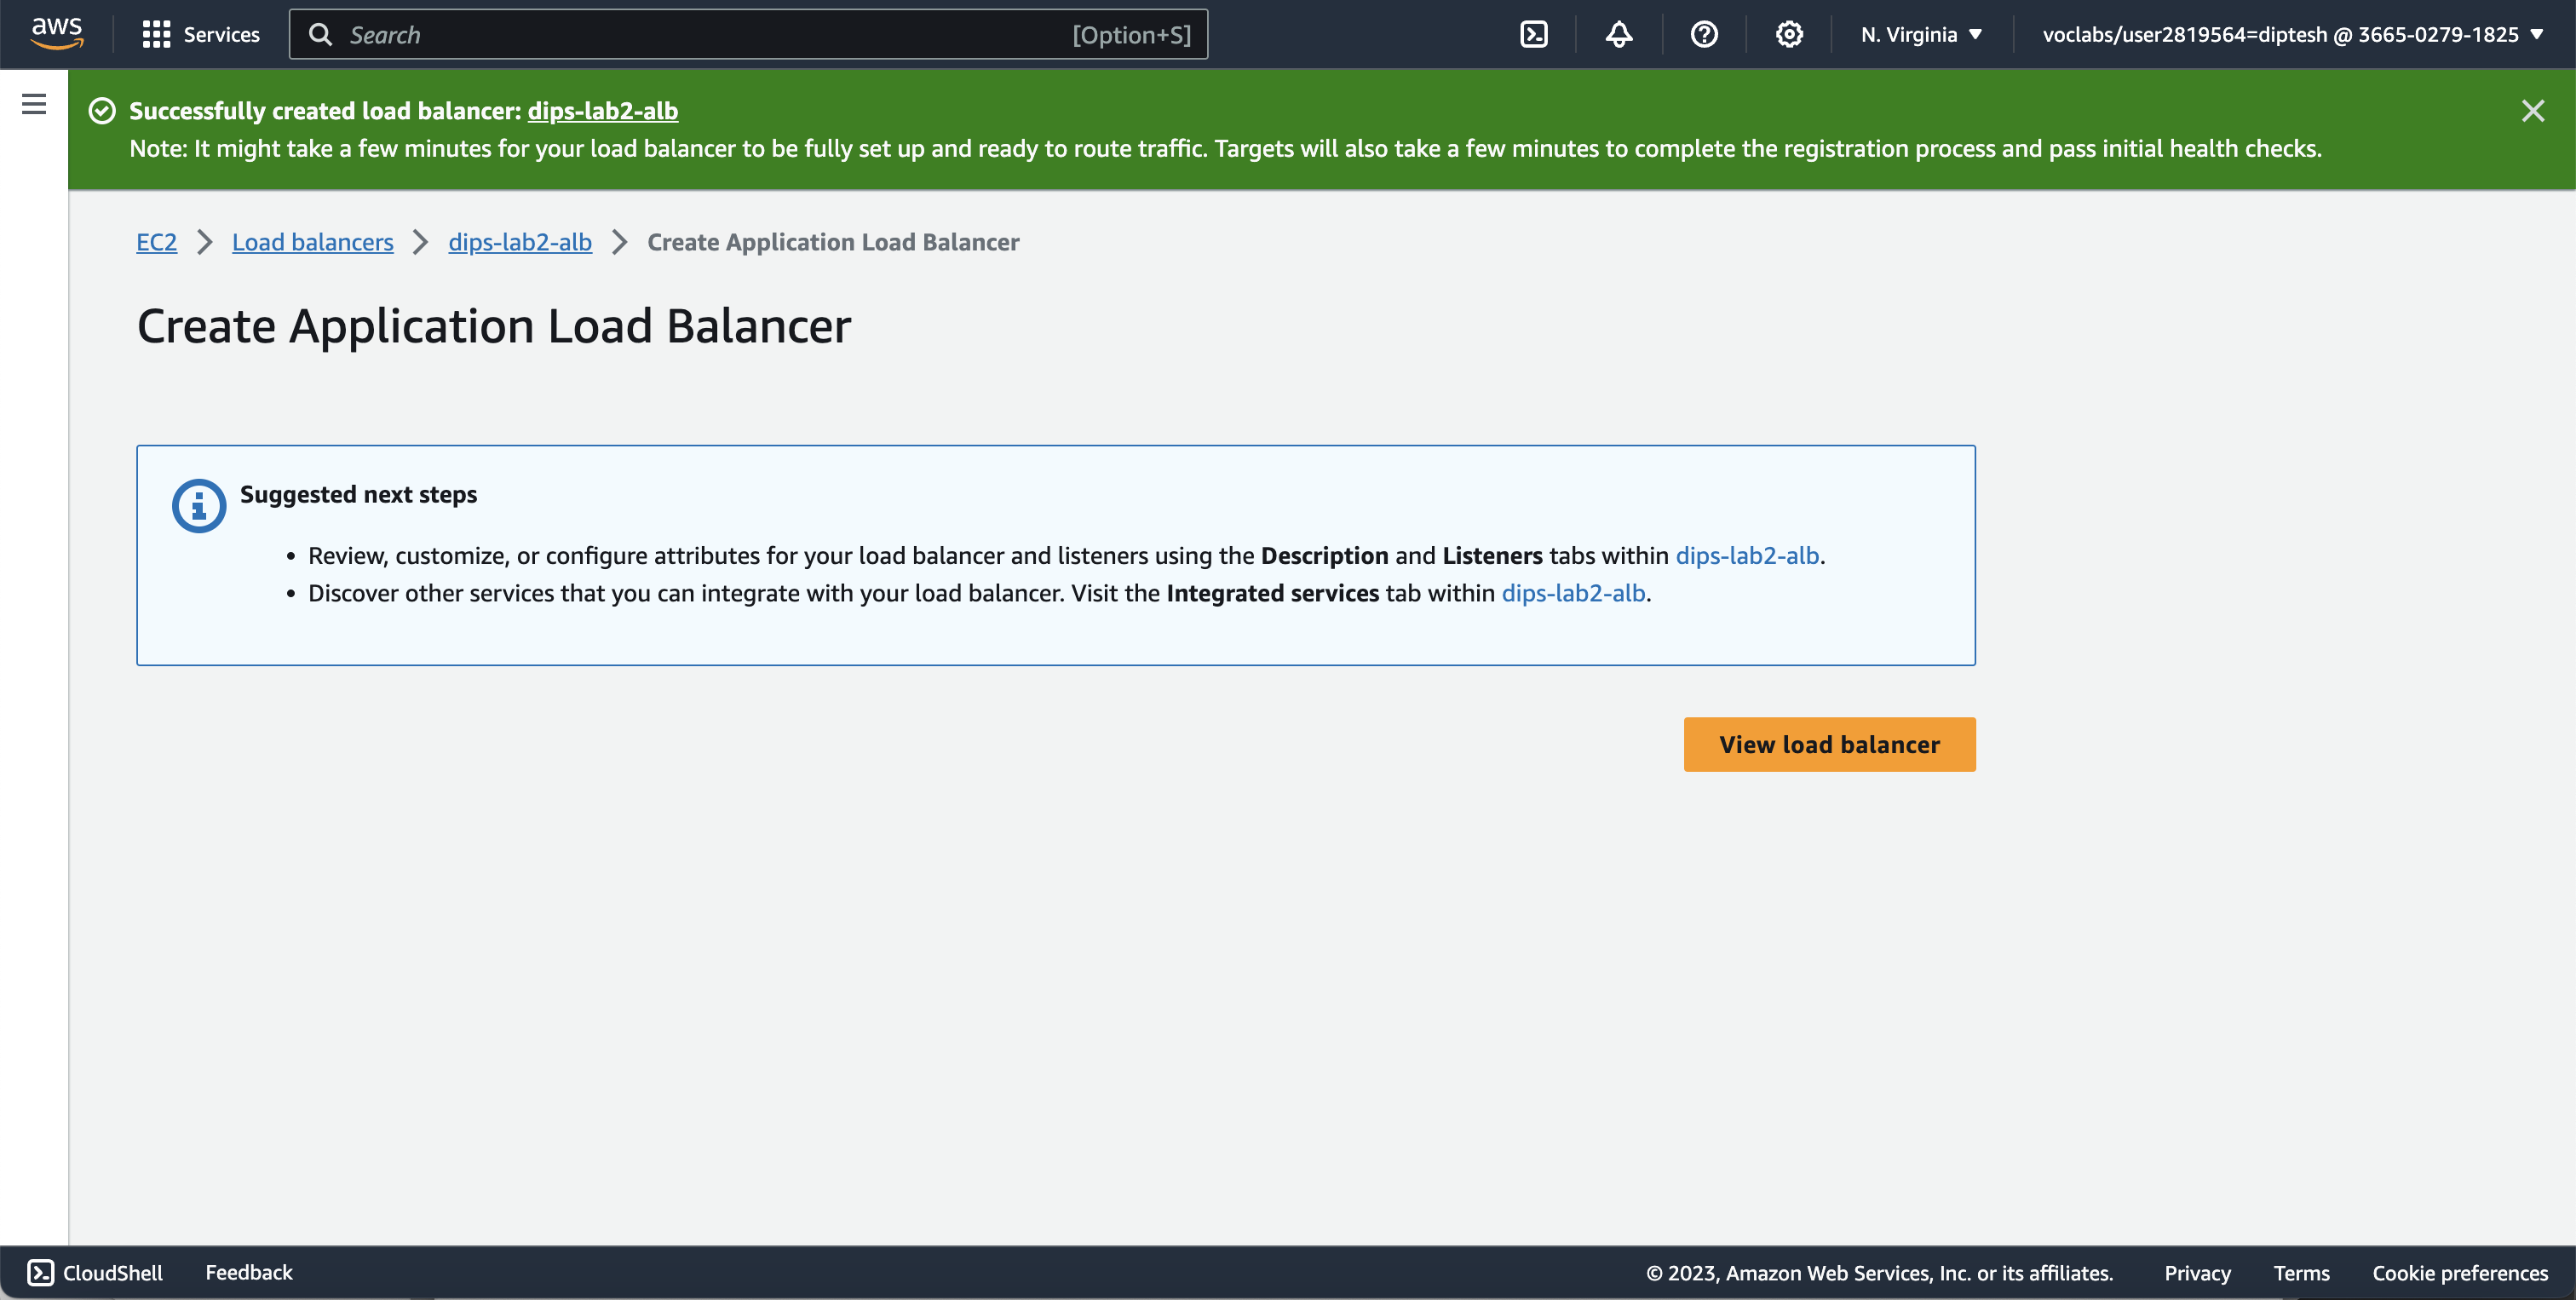 aws
Services
Search [Option+S]
N. Virginia
voclabs/user2819564=diptesh @ 3665-0279-1825
Successfully created load balancer: dips-lab2-alb
Note: It might take a few minutes for your load balancer to be fully set up and ready to route traffic. Targets will also take a few minutes to complete the registration process and pass initial health checks.
EC2 Load balancers dips-lab2-alb Create Application Load Balancer
Create Application Load Balancer
Suggested next steps
• Review, customize, or configure attributes for your load balancer and listeners using the Description and Listeners tabs within dips-lab2-alb.
• Discover other services that you can integrate with your load balancer. Visit the Integrated services tab within dips-lab2-alb.
View load balancer
CloudShell Feedback © 2023, Amazon Web Services, Inc. or its affiliates. Privacy Terms Cookie preferences